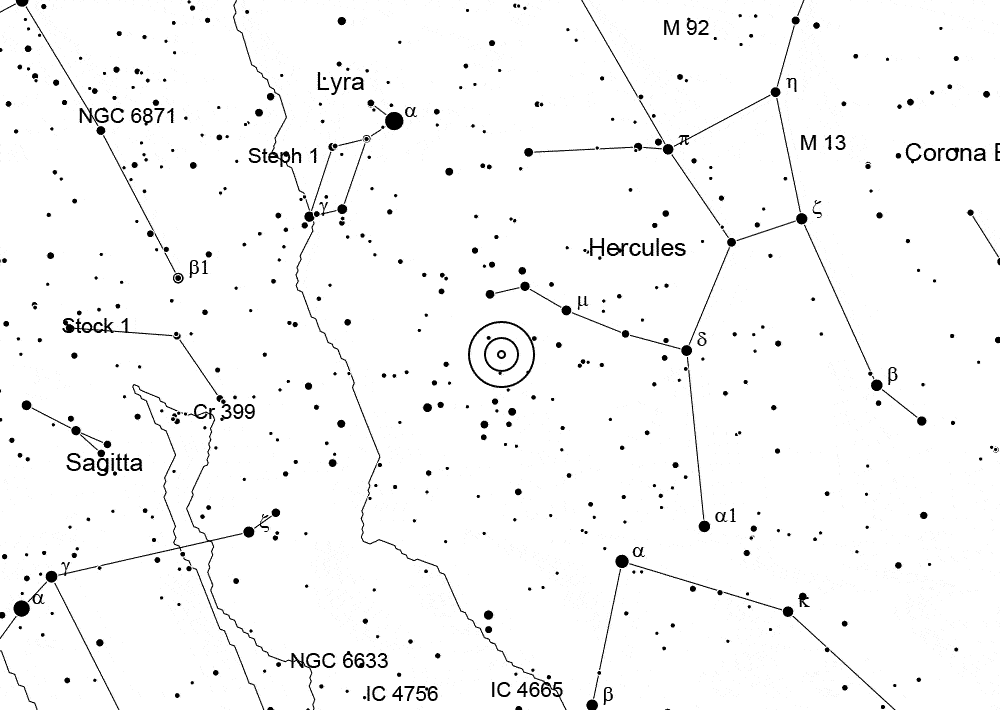 M 92
Lyra
α
η
NGC 6871
M 13
π
Steph 1
Corona B
γ
ζ
Hercules
β1
μ
Stock 1
δ
β
Cr 399
Sagitta
α1
ζ
α
γ
κ
α
NGC 6633
IC 4756
IC 4665
β